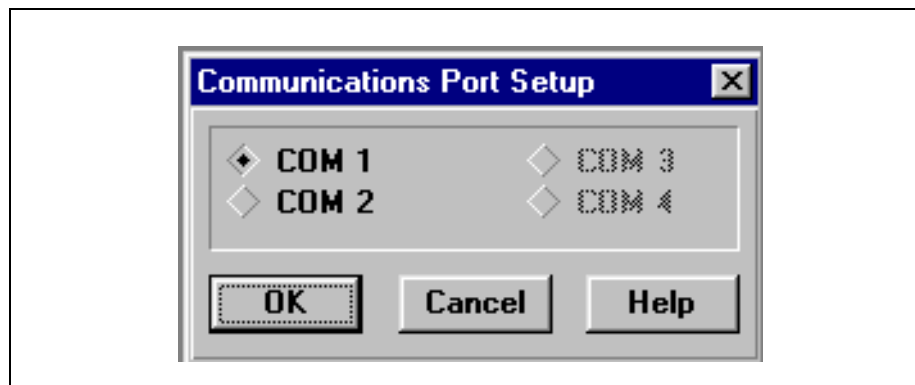 Communications Port Setup
COM 1 COM 3
COM 2 COM 4
OK Cancel Help